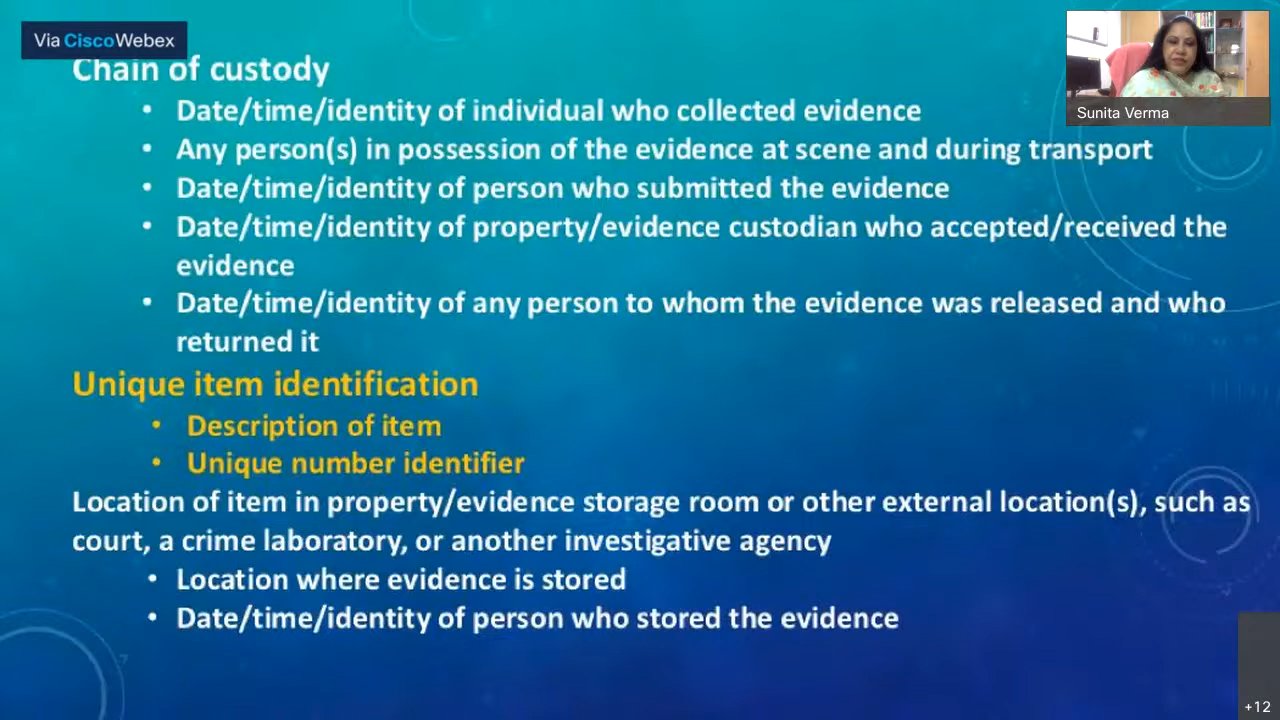 Via CiscoWebex
Chain of custody
• Date/time/identity of individual who collected evidence
• Any person(s) in possession of the evidence at scene and during transport
• Date/time/identity of person who submitted the evidence
• Date/time/identity of property/evidence custodian who accepted/received the
evidence
• Date/time/identity of any person to whom the evidence was released and who
returned it
Unique item identification
• Description of item
• Unique number identifier
Location of item in property/evidence storage room or other external location(s), such as
court, a crime laboratory, or another investigative agency
• Location where evidence is stored
• Date/time/identity of person who stored the evidence
Sunita Verma
+12